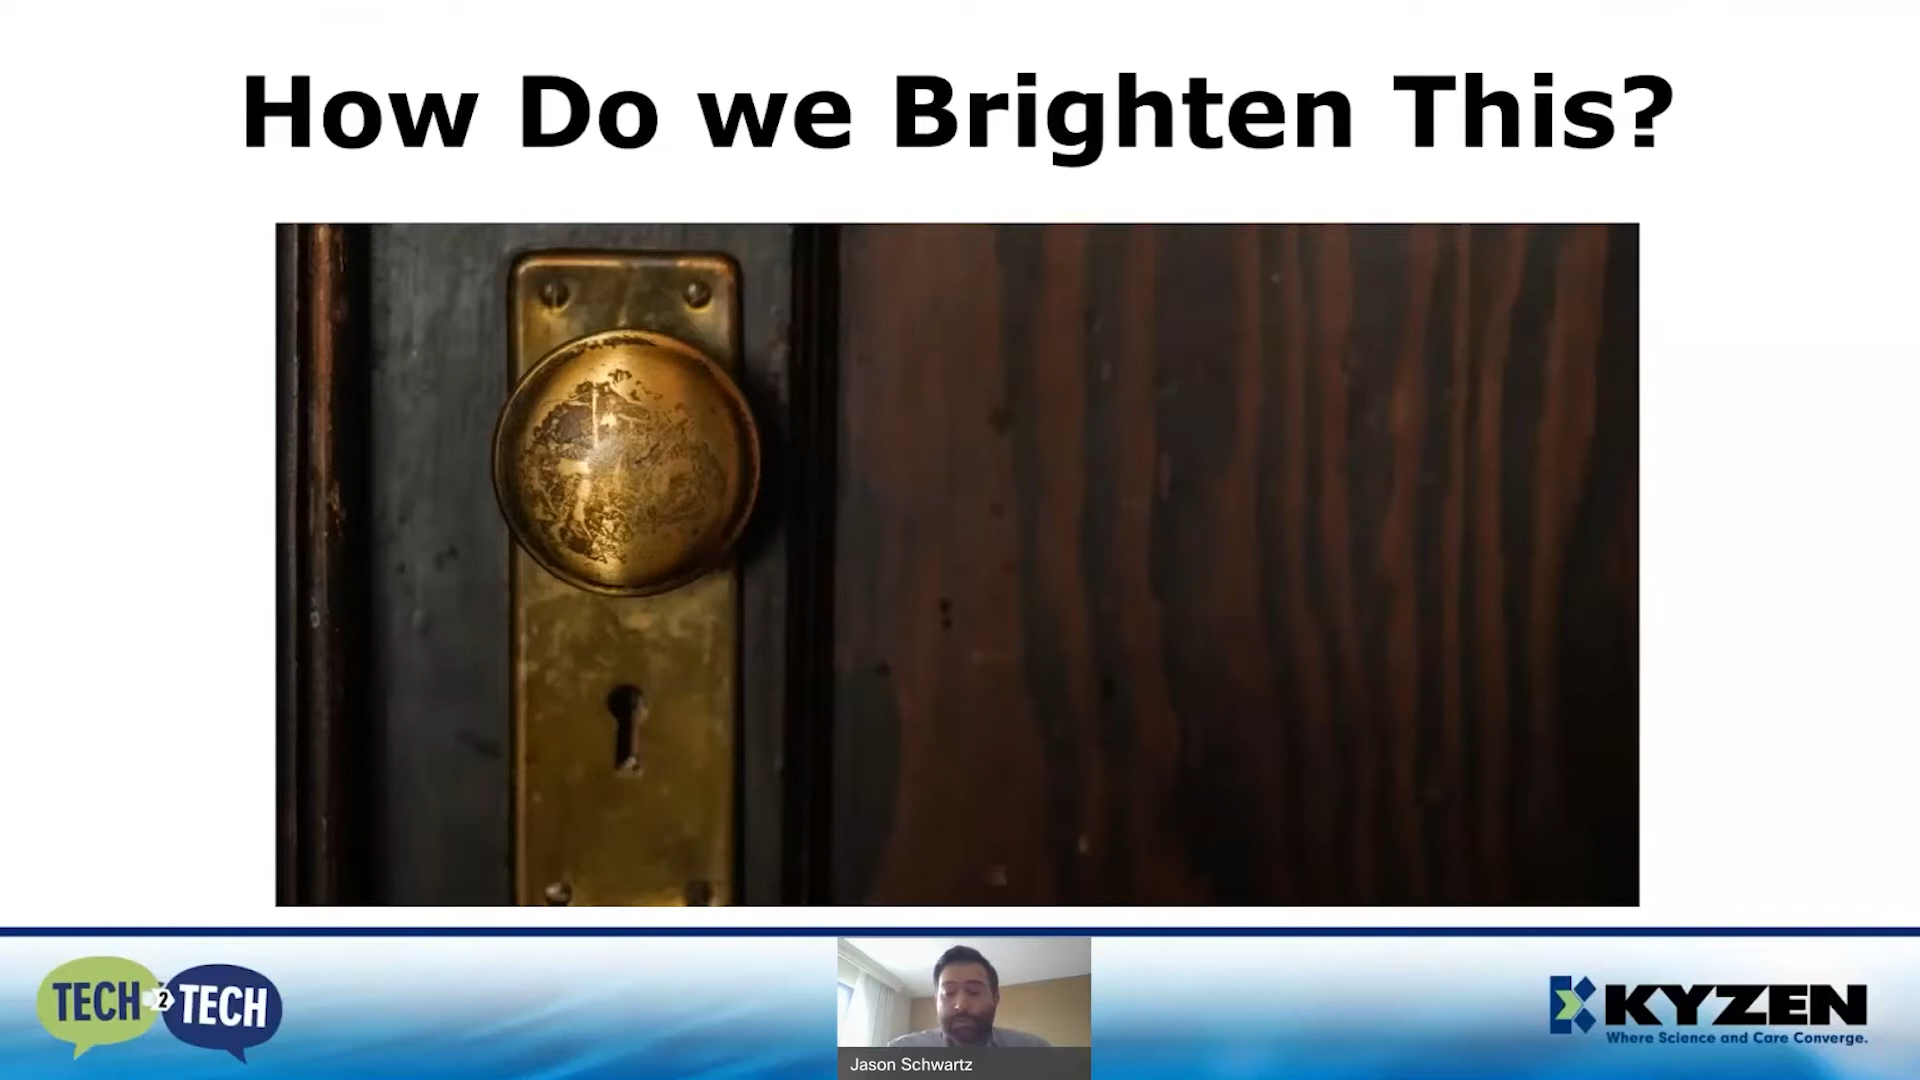 How Do we Brighten This?
TECH 2 TECH
Jason Schwartz
KYZEN
Where Science and Care Converge.